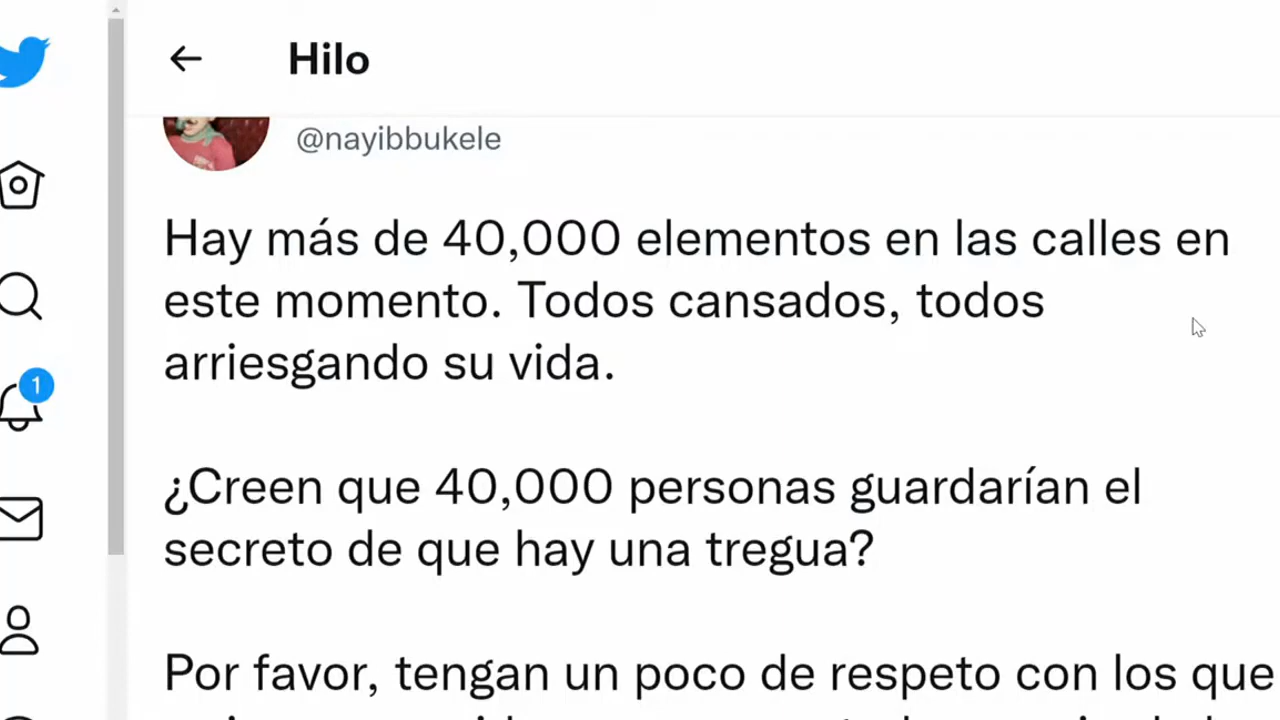 Hilo
@nayibbukele
Hay más de 40,000 elementos en las calles en
este momento. Todos cansados, todos
arriesgando su vida.
1
¿Creen que 40,000 personas guardarían el
secreto de que hay una tregua?
Por favor, tengan un poco de respeto con los que